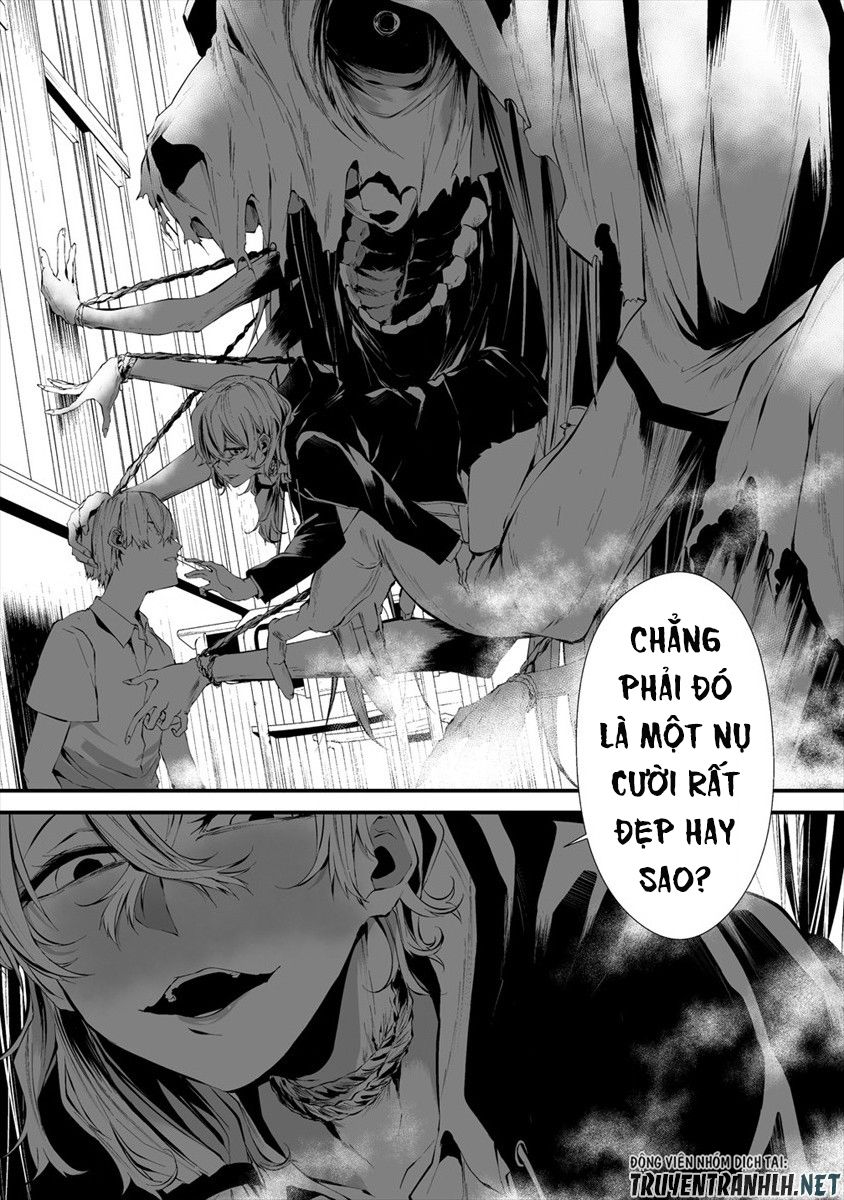 CHẲNG
PHẢI ĐÓ
LÀ MỘT NỤ
CƯỜI RẤT
ĐẸP HAY
SAO?
ĐỘNG VIÊN NHÓM DỊCH TẠI:
TRUYENTRANHLH.NET